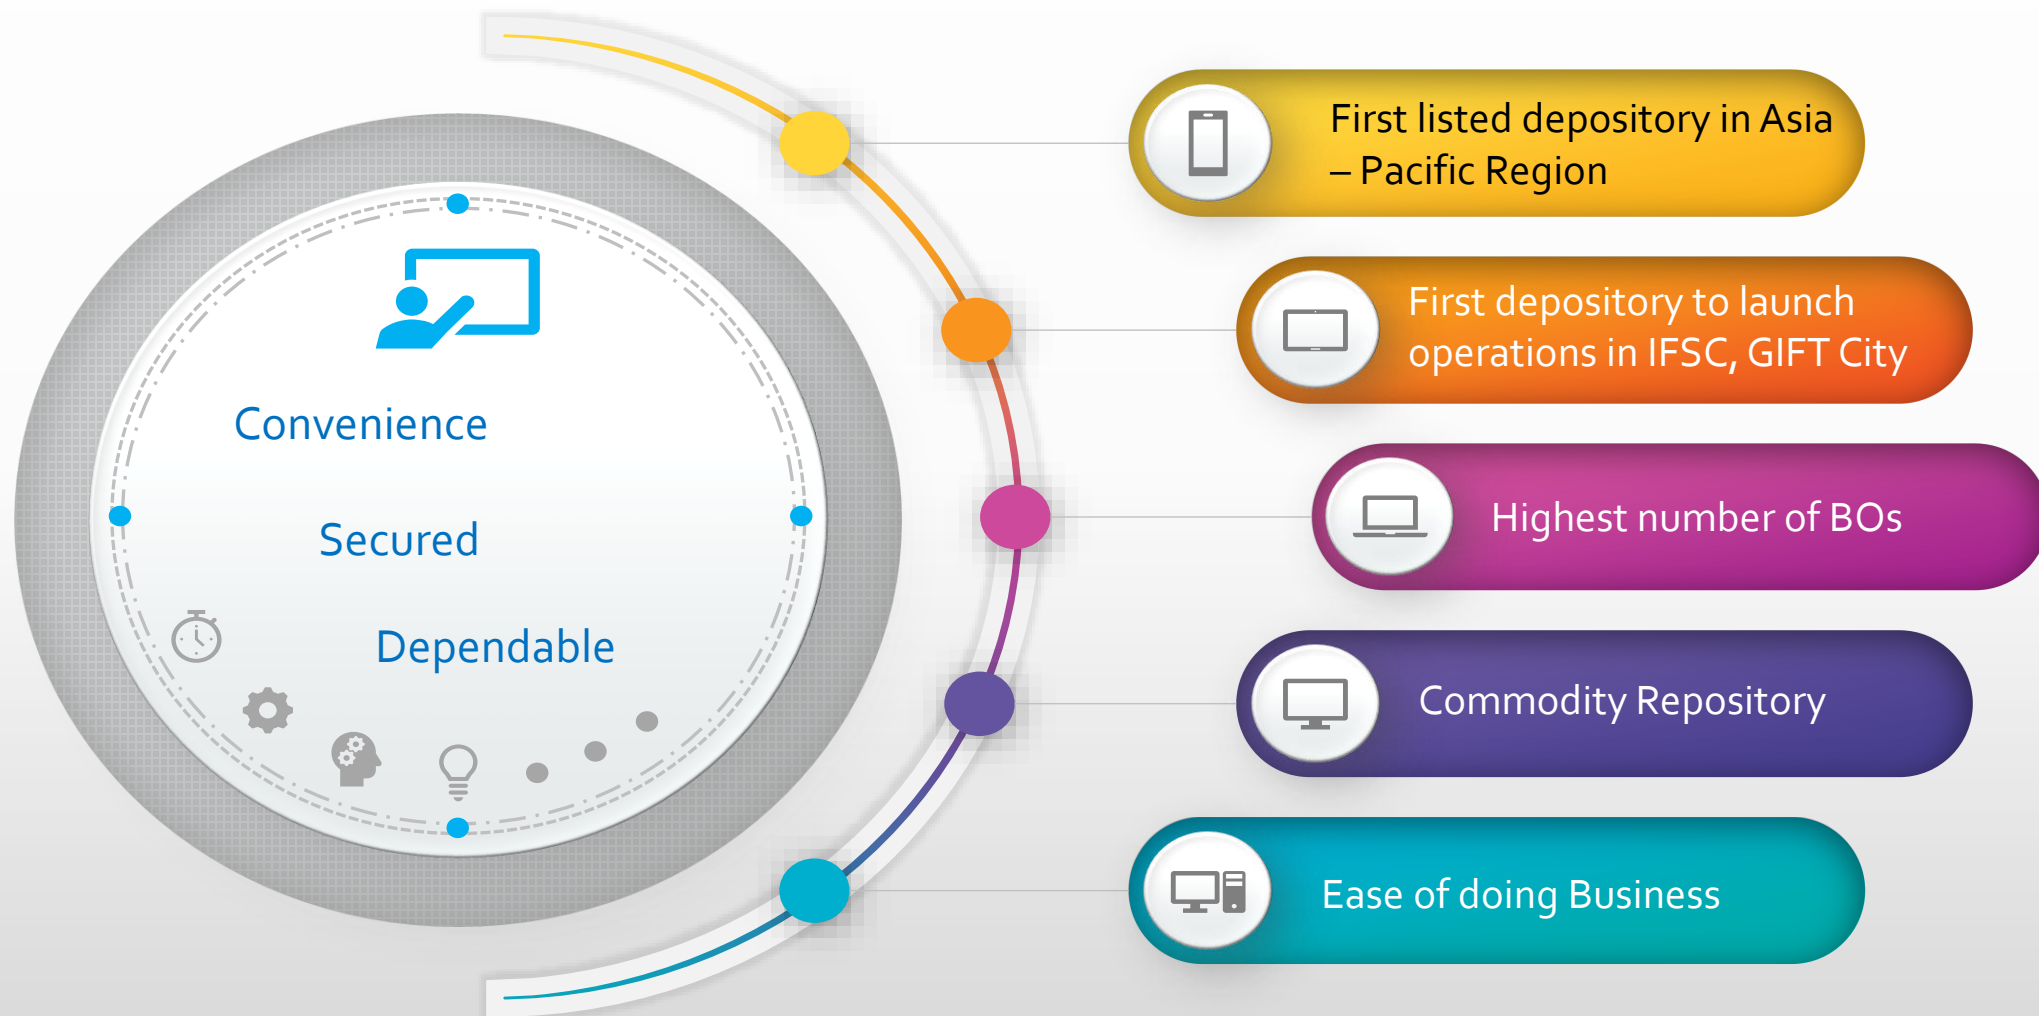 Convenience
Secured
Dependable
First listed depository in Asia
– Pacific Region
First depository to launch
operations in IFSC, GIFT City
Highest number of BOs
Commodity Repository
Ease of doing Business